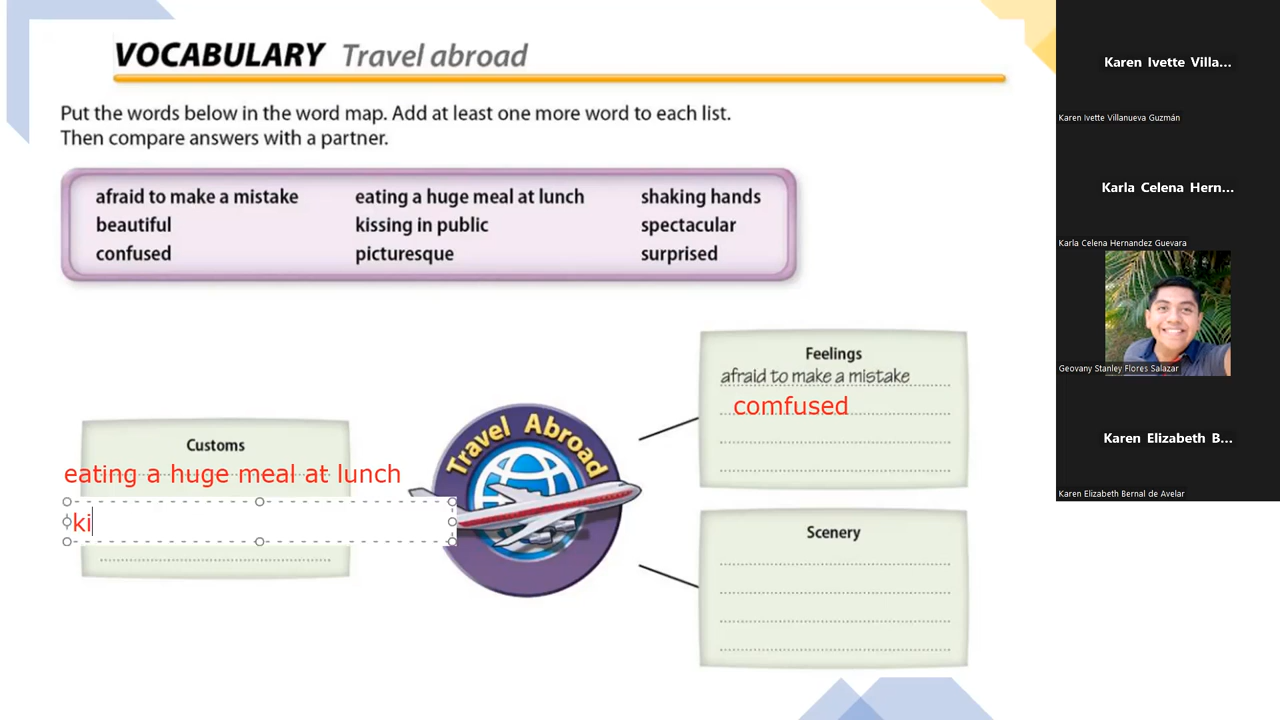 VOCABULARY Travel abroad
Put the words below in the word map. Add at least one more word to each list.
Then compare answers with a partner.
afraid to make a mistake eating a huge meal at lunch shaking hands
beautiful kissing in public spectacular
confused picturesque surprised
Feelings
afraid to make a mistake
comfused
Customs
eating a huge meal at lunch
ki
Travel Abroad
Scenery
Karen Ivette Villa...
Karen Ivette Villanueva Guzmán
Karla Celena Hern...
Karla Celena Hernandez Guevara
Geovany Stanley Flores Salazar
Karen Elizabeth B...
Karen Elizabeth Bernal de Avelar